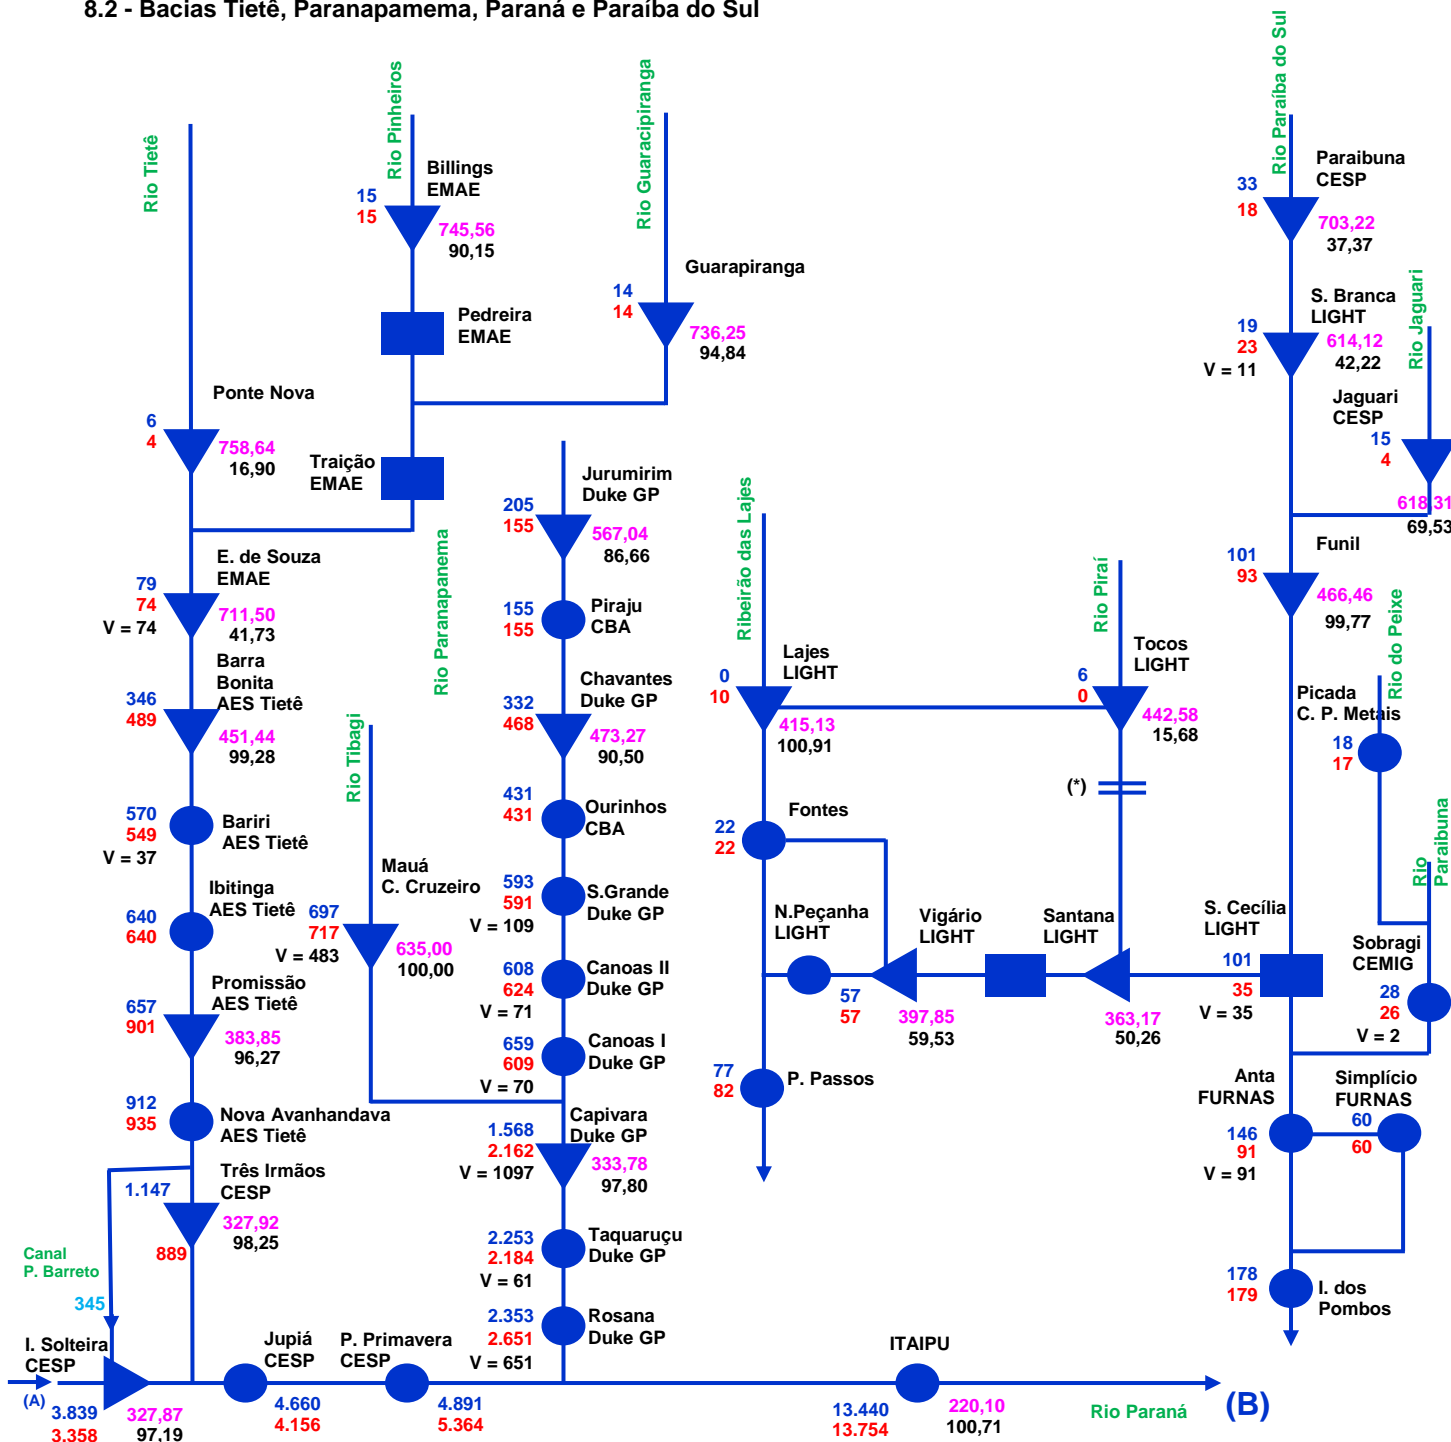 8.2 - Bacias Tietê, Paranapamema, Paraná e Paraíba do Sul
Rio Tietê
Rio Pinheiros
Rio Guaracipiranga
Rio Paraíba do Sul
Billings
EMAE
15
15
745,56
90,15
Paraibuna
CESP
33
18
703,22
37,37
Guarapiranga
14
14
736,25
94,84
Pedreira
EMAE
S. Branca
LIGHT
19
23
V = 11
614,12
42,22
Rio Jaguari
Jaguari
CESP
15
4
618,31
69,53
Ponte Nova
6
4
758,64
16,90
Traição
EMAE
Rio Paranapanema
Jurumirim
Duke GP
205
155
567,04
86,66
Ribeirão das Lajes
Rio Piraí
Funil
101
93
466,46
99,77
E. de Souza
EMAE
79
74
V = 74
711,50
41,73
Piraju
CBA
155
155
Rio do Peixe
Barra
Bonita
AES Tietê
346
489
451,44
99,28
Chavantes
Duke GP
332
468
473,27
90,50
Lajes
LIGHT
0
10
415,13
100,91
Tocos
LIGHT
6
0
442,58
15,68
(*)
Picada
C. P. Metais
18
17
Rio Tibagi
Bariri
AES Tietê
570
549
V = 37
Ourinhos
CBA
431
431
Fontes
22
22
Rio
Paraibuna
Ibitinga
AES Tietê
640
640
Mauá
C. Cruzeiro
697
717
V = 483
635,00
100,00
S.Grande
Duke GP
593
591
V = 109
N.Peçanha
LIGHT
57
57
Vigário
LIGHT
397,85
59,53
Santana
LIGHT
363,17
50,26
S. Cecília
LIGHT
101
35
V = 35
Sobragi
CEMIG
28
26
V = 2
Promissão
AES Tietê
657
901
383,85
96,27
Canoas II
Duke GP
608
624
V = 71
Canoas I
Duke GP
659
609
V = 70
P. Passos
77
82
Anta
FURNAS
146
91
V = 91
Simplício
FURNAS
60
60
Nova Avanhandava
AES Tietê
912
935
Capivara
Duke GP
1.568
2.162
V = 1097
333,78
97,80
Três Irmãos
CESP
1.147
889
327,92
98,25
Canal
P. Barreto
345
Taquaruçu
Duke GP
2.253
2.184
V = 61
I. dos
Pombos
178
179
Rosana
Duke GP
2.353
2.651
V = 651
I. Solteira
CESP
(A)
3.839
3.358
327,87
97,19
Jupiá
CESP
4.660
4.156
P. Primavera
CESP
4.891
5.364
ITAIPU
13.440
13.754
220,10
100,71
Rio Paraná
(B)